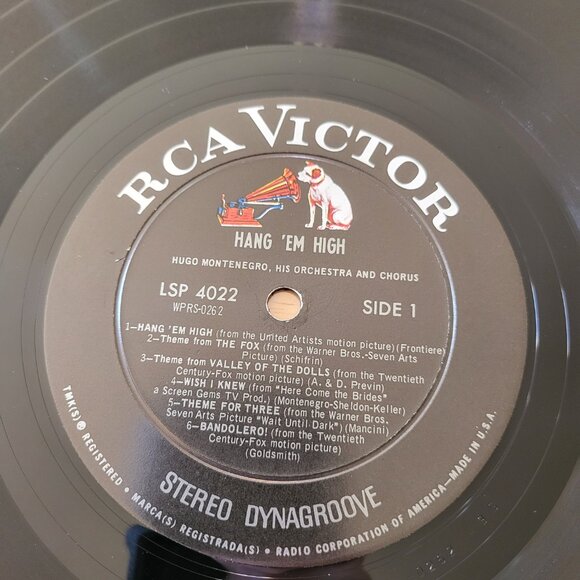 RCA VICTOR
HANG 'EM HIGH
HUGO MONTENEGRO, HIS ORCHESTRA AND CHORUS
LSP 4022
WPRS-0262
SIDE 1
1—HANG 'EM HIGH (from the United Artists motion picture) (Frontiere)
2—Theme from THE FOX (from the Warner Bros.-Seven Arts
Picture) (Schifrin)
3—Theme from VALLEY OF THE DOLLS (from the Twentieth
Century-Fox motion picture) (A. & D. Previn)
4—WISH I KNEW (from "Here Come the Brides"
a Screen Gems TV Prod.) (Montenegro-Sheldon-Keller)
5—THEME FOR THREE (from the Warner Bros.
Seven Arts Picture "Wait Until Dark") (Mancini)
6—BANDOLERO! (from the Twentieth
Century-Fox motion picture)
(Goldsmith)
STEREO DYNAGROOVE
TMK(S) ® REGISTERED • MARCA(S) REGISTRADA(S) • RADIO CORPORATION OF AMERICA—MADE IN U.S.A.